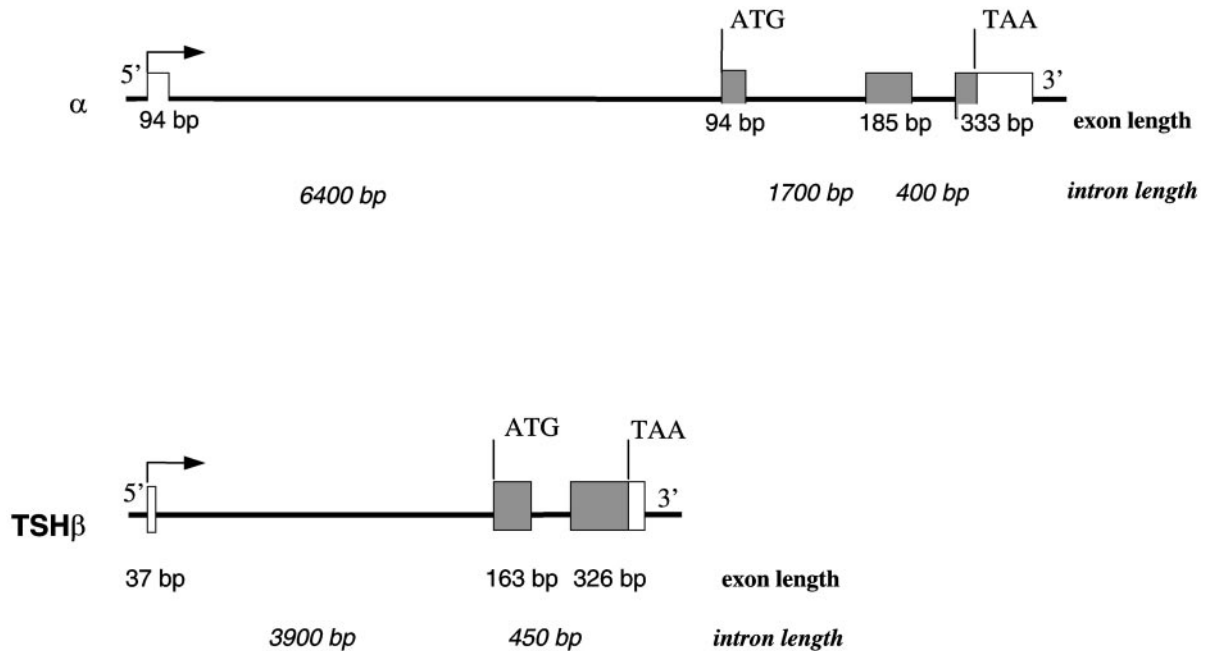 ATG TAA
5’ 3’
α
94 bp 94 bp 185 bp 333 bp exon length
6400 bp 1700 bp 400 bp intron length
ATG TAA
5’ 3’
TSHβ
37 bp 163 bp 326 bp exon length
3900 bp 450 bp intron length